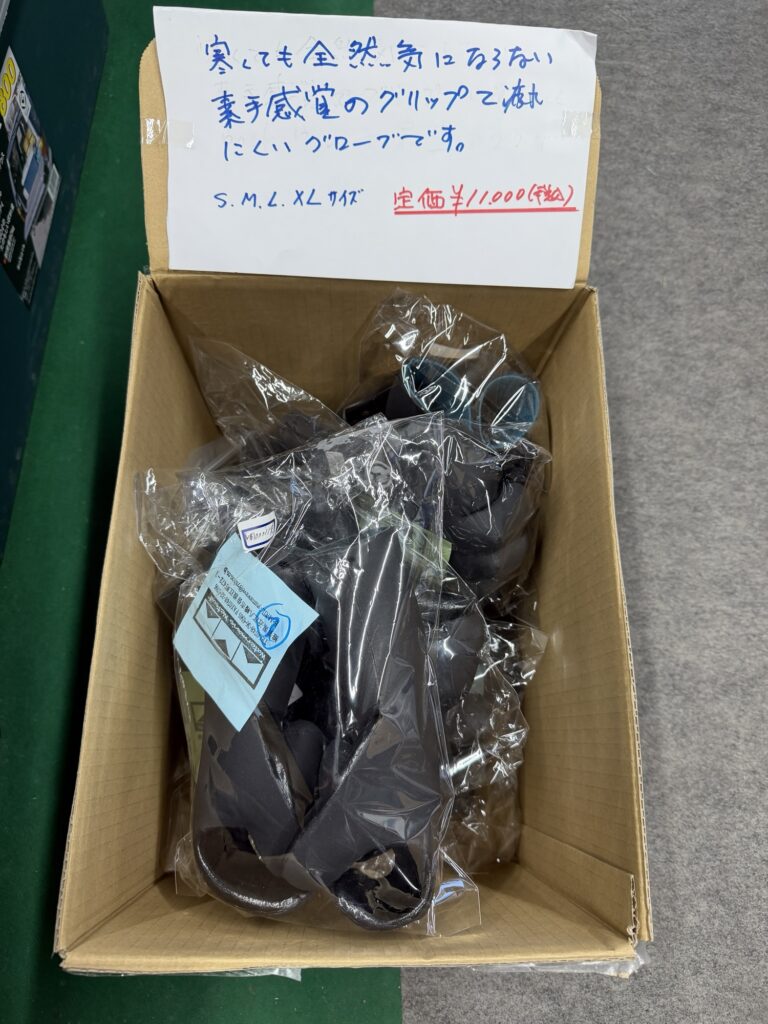 寒くても全然気にならない
素手感覚のグリップで疲れ
にくいグローブです。
S.M.L.XLサイズ 定価¥11.000(税込)
800